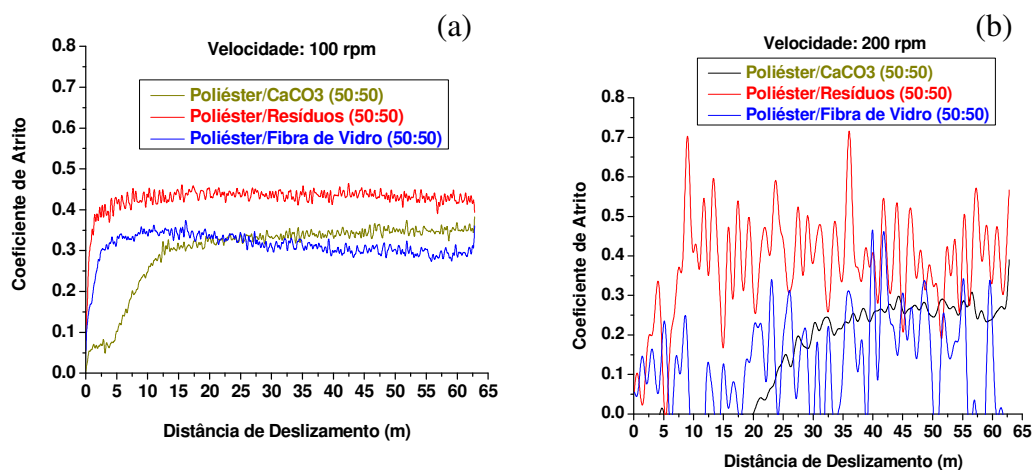 (a)
Velocidade: 100 rpm
Poliéster/CaCO3 (50:50)
Poliéster/Resíduos (50:50)
Poliéster/Fibra de Vidro (50:50)
Coeficiente de Atrito
0.8
0.7
0.6
0.5
0.4
0.3
0.2
0.1
0.0
0 5 10 15 20 25 30 35 40 45 50 55 60 65
Distância de Deslizamento (m)
(b)
Velocidade: 200 rpm
Poliéster/CaCO3 (50:50)
Poliéster/Resíduos (50:50)
Poliéster/Fibra de Vidro (50:50)
Coeficiente de Atrito
0.8
0.7
0.6
0.5
0.4
0.3
0.2
0.1
0.0
0 5 10 15 20 25 30 35 40 45 50 55 60 65
Distância de Deslizamento (m)